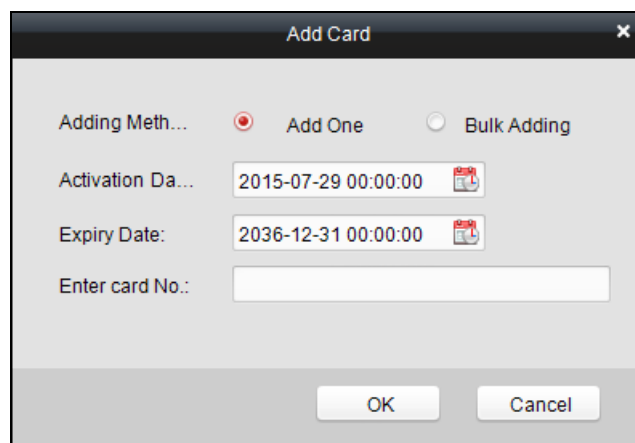 Add Card
Adding Meth... Add One Bulk Adding
Activation Da... 2015-07-29 00:00:00
Expiry Date: 2036-12-31 00:00:00
Enter card No.:
OK Cancel